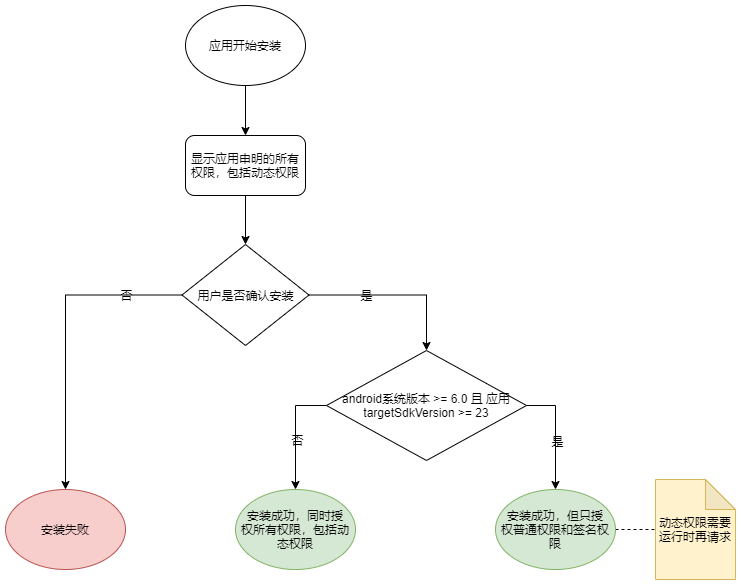 应用开始安装
显示应用申明的所有
权限，包括动态权限
用户是否确认安装
否
是
android系统版本 >= 6.0 且 应用
targetSdkVersion >= 23
否
是
安装失败
安装成功，同时授
权所有权限，包括动
态权限
安装成功，但只授
权普通权限和签名权
限
动态权限需要
运行时再请求